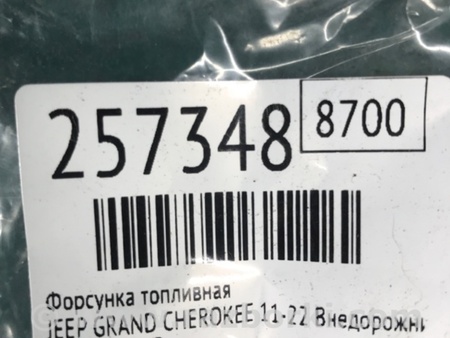 257348 8700
Форсунка топливная
JEEP GRAND CHEROKEE 11-22 Внедорожни